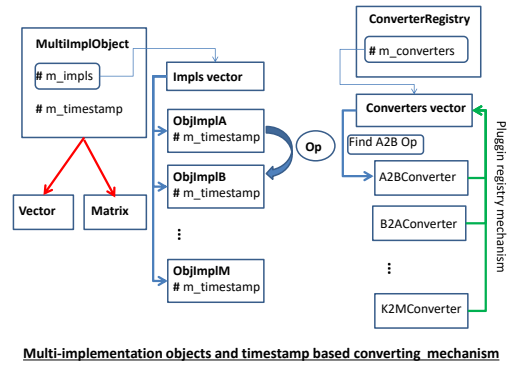 MultiImplObject
# m_impls
# m_timestamp
Vector
Matrix
Impls vector
ObjImplA
# m_timestamp
ObjImplB
# m_timestamp
⋮
ObjImplM
# m_timestamp
Op
ConverterRegistry
# m_converters
Converters vector
Find A2B Op
A2BConverter
B2AConverter
⋮
K2MConverter
Pluggin registry mechanism
Multi-implementation objects and timestamp based converting mechanism